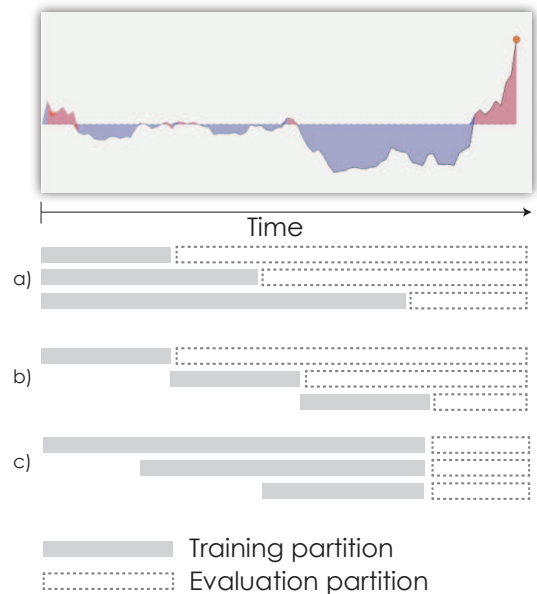 Time
a)
b)
c)
Training partition
Evaluation partition